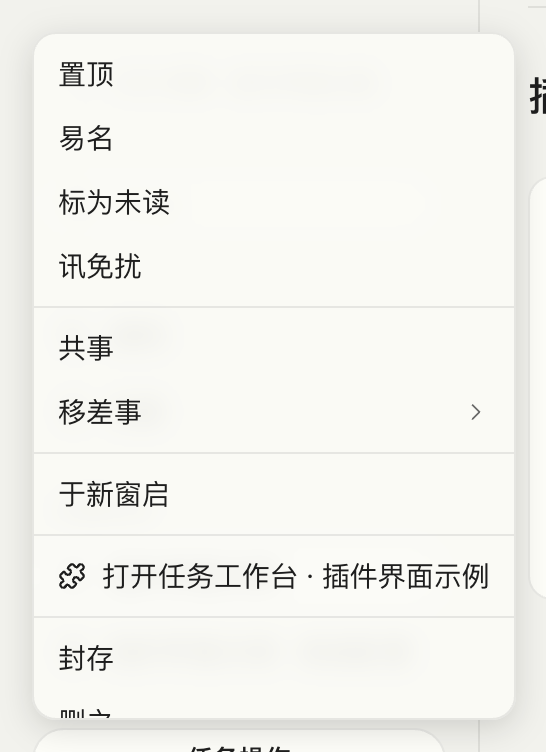 置顶
易名
标为未读
讯免扰
共事
移差事
于新窗启
打开任务工作台 · 插件界面示例
封存